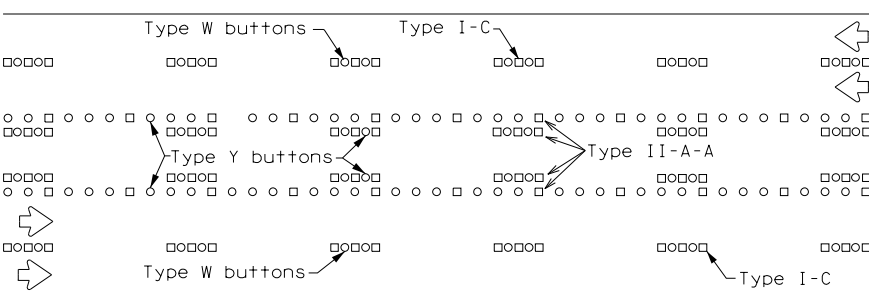 Type W buttons
Type I-C
Type Y buttons
Type II-A-A
Type W buttons
Type I-C